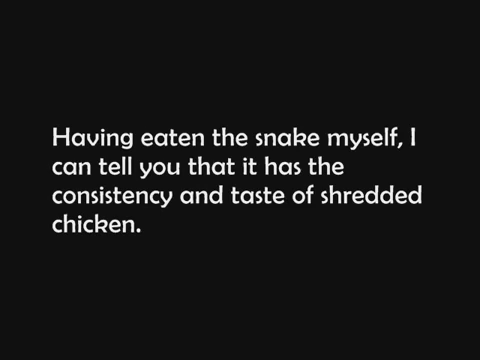 Having eaten the snake myself, I
can tell you that it has the
consistency and taste of shredded
chicken.